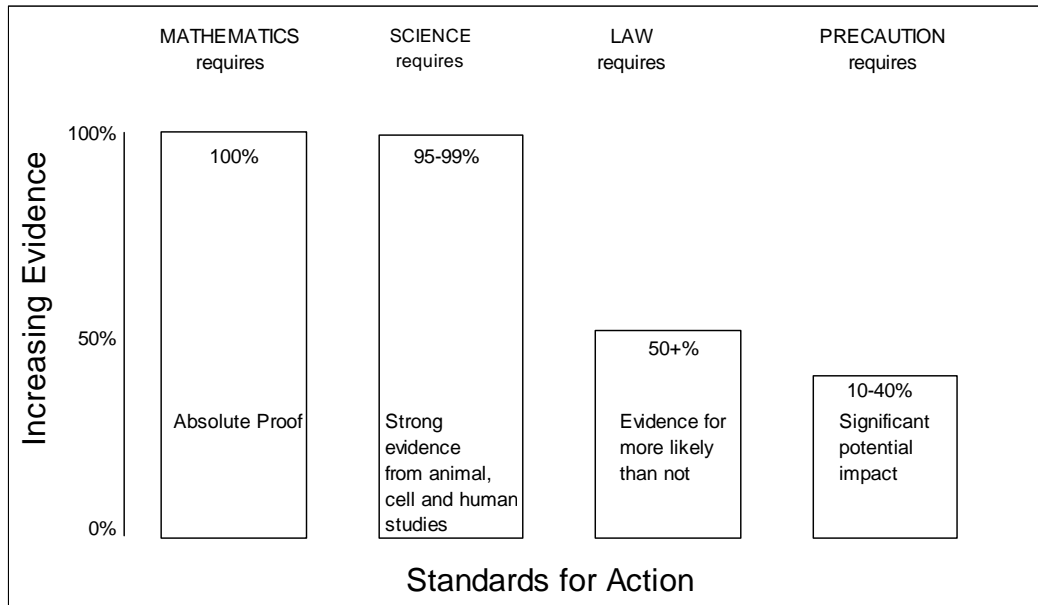 MATHEMATICS
requires
SCIENCE
requires
LAW
requires
PRECAUTION
requires
Increasing Evidence
100%
50%
0%
100%
Absolute Proof
95-99%
Strong
evidence
from animal,
cell and human
studies
50+%
Evidence for
more likely
than not
10-40%
Significant
potential
impact
Standards for Action